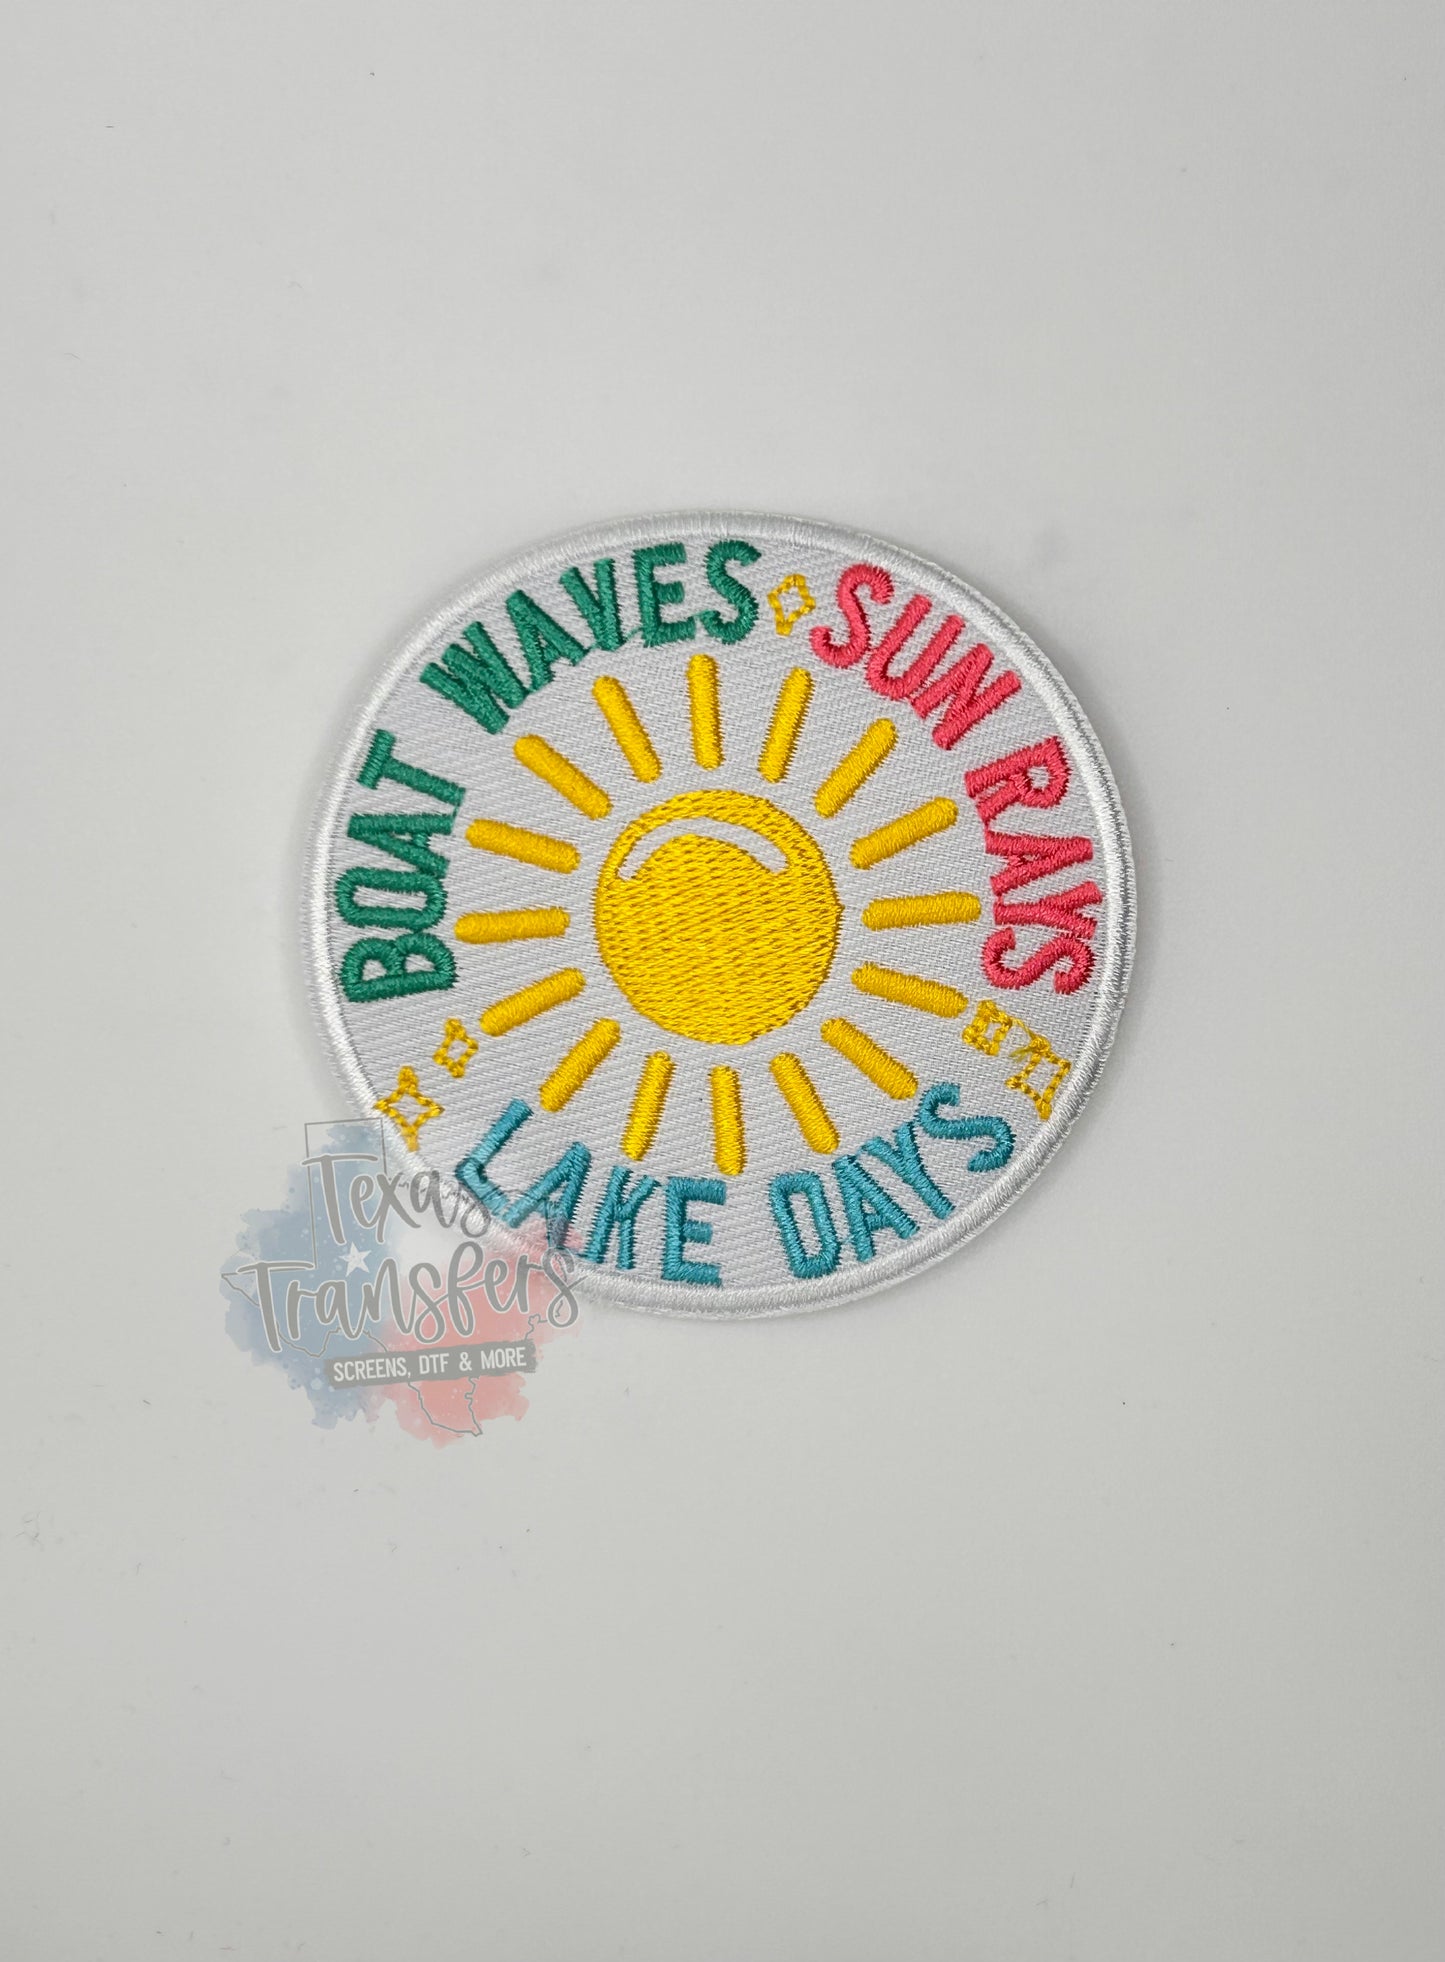 BOAT WAVES
SUN RAYS
LAKE DAYS
Texas
Transfers
SCREENS, DTF & MORE